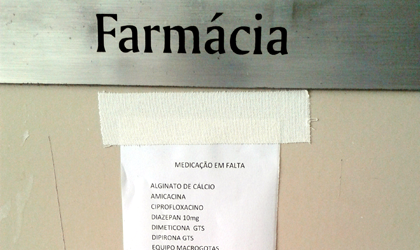 Farmácia
MEDICAÇÃO EM FALTA
ALGINATO DE CÁLCIO
AMICACINA
CIPROFLOXACINO
DIAZEPAN 10mg
DIMETICONA GTS
DIPIRONA GTS
EQUIPO MACROGOTAS